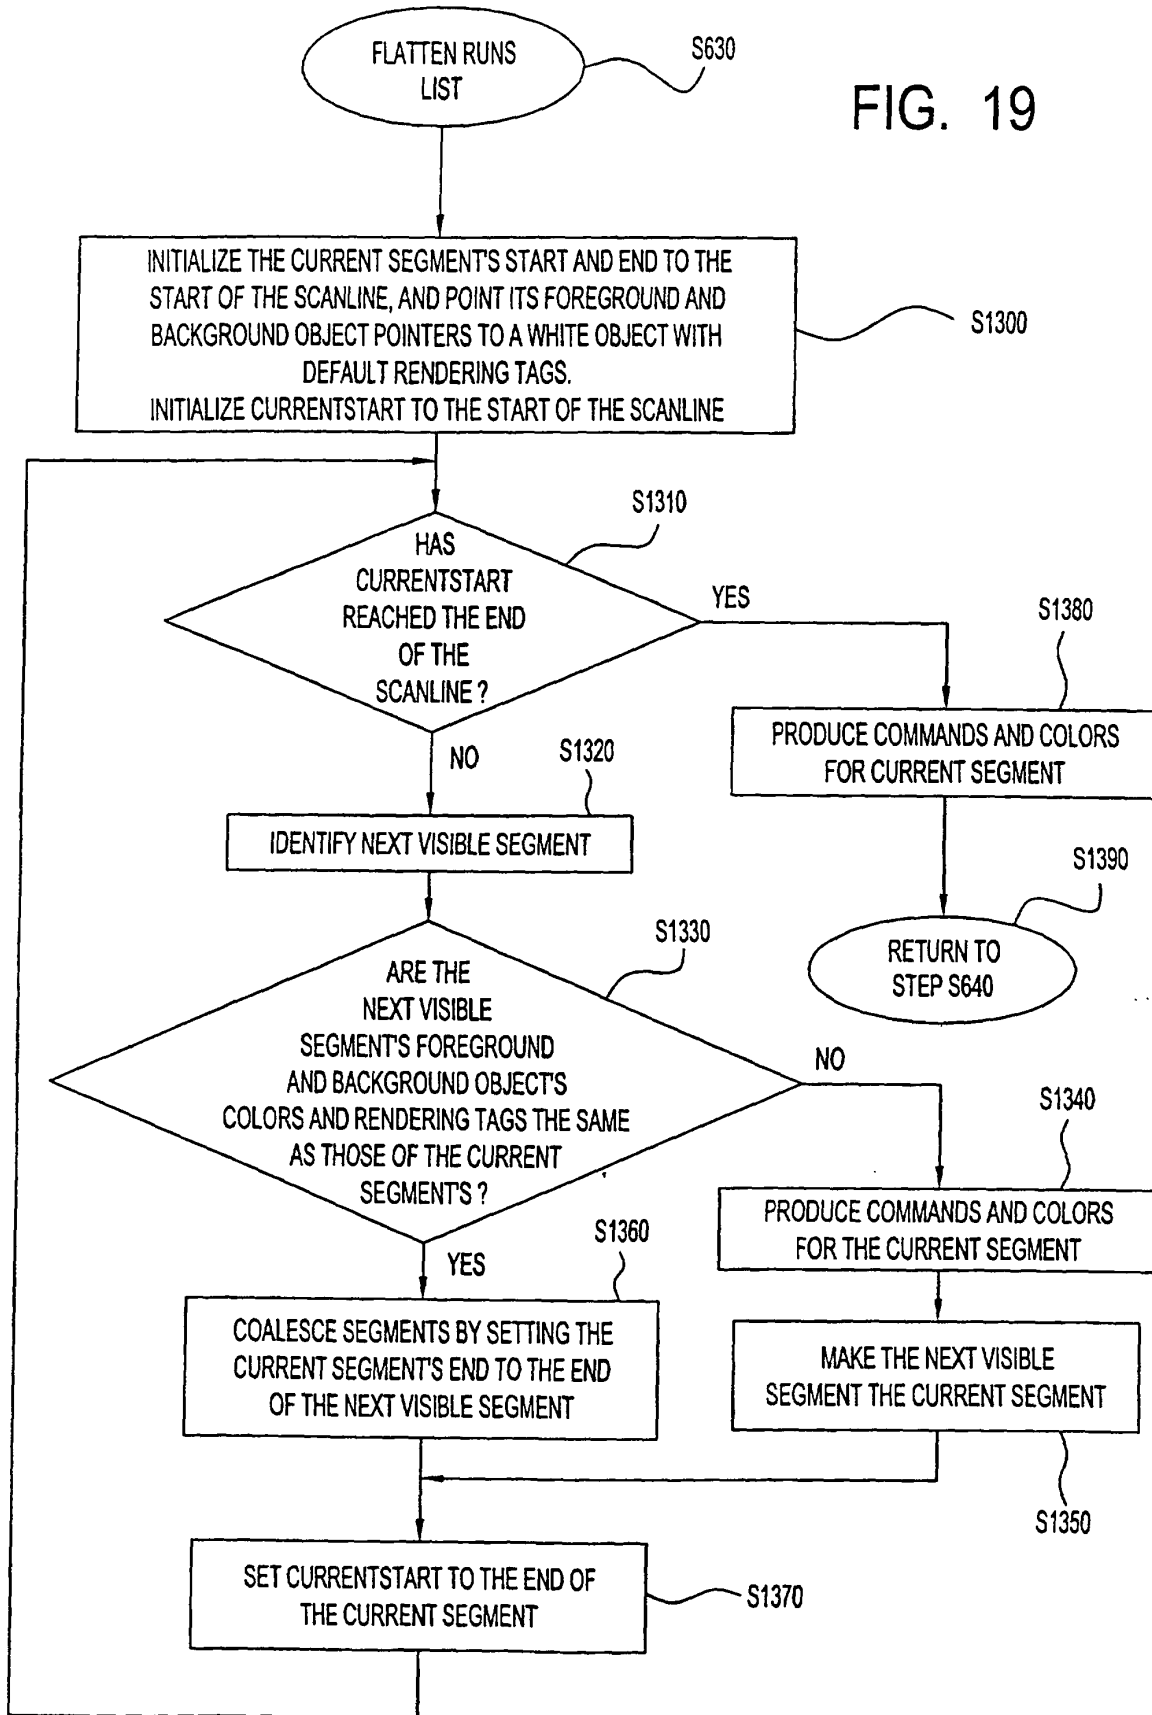 FLATTEN RUNS
LIST
S630
FIG. 19
INITIALIZE THE CURRENT SEGMENT'S START AND END TO THE
START OF THE SCANLINE, AND POINT ITS FOREGROUND AND
BACKGROUND OBJECT POINTERS TO A WHITE OBJECT WITH
DEFAULT RENDERING TAGS.
INITIALIZE CURRENTSTART TO THE START OF THE SCANLINE
S1300
S1310
HAS
CURRENTSTART
REACHED THE END
OF THE
SCANLINE ?
YES
NO
S1380
PRODUCE COMMANDS AND COLORS
FOR CURRENT SEGMENT
S1320
IDENTIFY NEXT VISIBLE SEGMENT
S1390
RETURN TO
STEP S640
S1330
ARE THE
NEXT VISIBLE
SEGMENT'S FOREGROUND
AND BACKGROUND OBJECT'S
COLORS AND RENDERING TAGS THE SAME
AS THOSE OF THE CURRENT
SEGMENT'S ?
NO
YES
S1340
PRODUCE COMMANDS AND COLORS
FOR THE CURRENT SEGMENT
S1360
COALESCE SEGMENTS BY SETTING THE
CURRENT SEGMENT'S END TO THE END
OF THE NEXT VISIBLE SEGMENT
MAKE THE NEXT VISIBLE
SEGMENT THE CURRENT SEGMENT
S1350
SET CURRENTSTART TO THE END OF
THE CURRENT SEGMENT
S1370